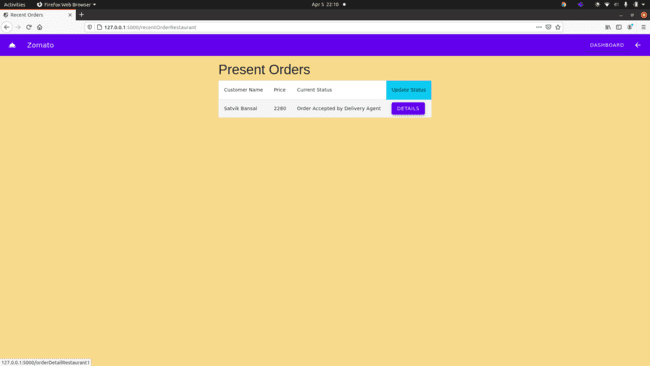 Activities Firefox Web Browser Apr 5 22:10
Recent Orders
127.0.0.1:5000/recentOrderRestaurant
Zomato DASHBOARD
Present Orders
Customer Name Price Current Status Update Status
Satvik Bansal 2280 Order Accepted by Delivery Agent DETAILS
127.0.0.1:5000/orderDetailRestaurant1